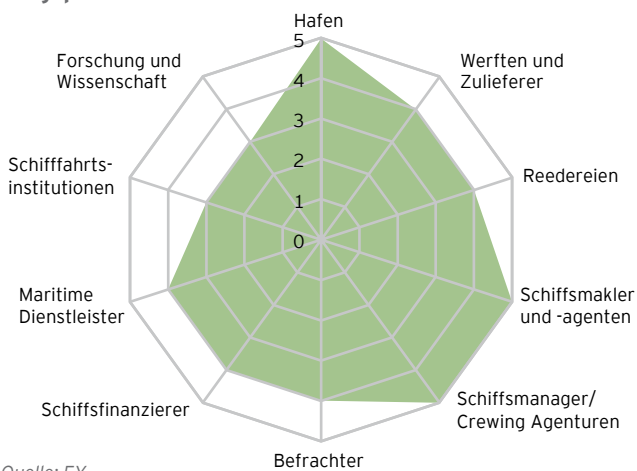 Hafen
5
4
3
2
1
0
Werften und
Zulieferer
Reedereien
Schiffsmakler
und -agenten
Schiffsmanager/
Crewing Agenturen
Befrachter
Schiffsfinanzierer
Maritime
Dienstleister
Schifffahrts-
institutionen
Forschung und
Wissenschaft